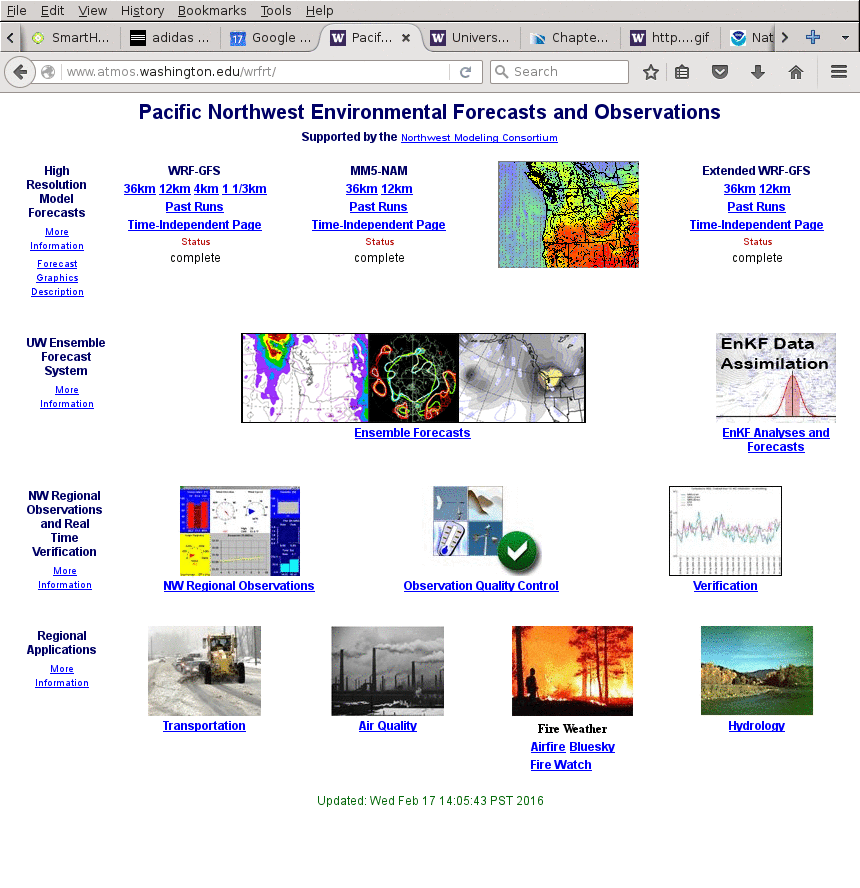 File Edit View History Bookmarks Tools Help
SmartH... adidas ... Google ... Pacif... Univers... Chapte... http....gif Nat
www.atmos.washington.edu/wrfrt/ Search
Pacific Northwest Environmental Forecasts and Observations
Supported by the Northwest Modeling Consortium
High
Resolution
Model
Forecasts
More
Information
Forecast
Graphics
Description
WRF-GFS
36km 12km 4km 1 1/3km
Past Runs
Time-Independent Page
Status
complete
MM5-NAM
36km 12km
Past Runs
Time-Independent Page
Status
complete
Extended WRF-GFS
36km 12km
Past Runs
Time-Independent Page
Status
complete
UW Ensemble
Forecast
System
More
Information
Ensemble Forecasts
EnKF Data
Assimilation
EnKF Analyses and
Forecasts
NW Regional
Observations
and Real
Time
Verification
More
Information
NW Regional Observations
Observation Quality Control
Verification
Regional
Applications
More
Information
Transportation
Air Quality
Fire Weather
Airfire Bluesky
Fire Watch
Hydrology
Updated: Wed Feb 17 14:05:43 PST 2016